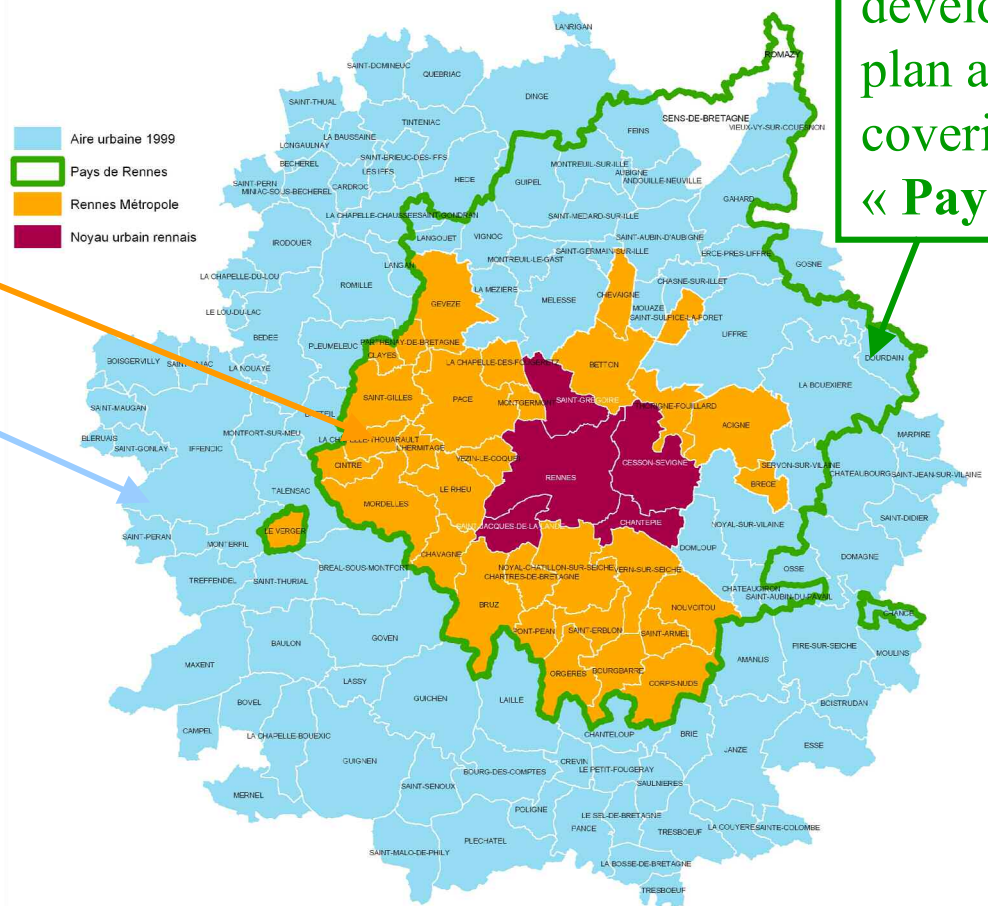 develo
plan a
coveri
« Pay
Aire urbaine 1999
Pays de Rennes
Rennes Métropole
Noyau urbain rennais
LANRIGAN
ROMAZY
SAINT-DOMINEUC
QUEBRIAC
DINGE
SAINT-THUAL
TINTENIAC
SENS-DE-BRETAGNE
VIEUX-VY-SUR-COUESNON
FEINS
LA BAUSSAINE
LONGAULNAY
SAINT-BRIEUC-DES-IFFS
BECHEREL
LES IFFS
HEDE
MONTREUIL-SUR-ILLE
AUBIGNE
ANDOUILLE-NEUVILLE
GUIPEL
SAINT-PERN
MINIAC-SOUS-BECHEREL
CARDROC
GAHARD
LA CHAPELLE-CHAUSSEE
SAINT-GONDRAN
SAINT-MEDARD-SUR-ILLE
LANGOUET
VIGNOC
SAINT-AUBIN-D'AUBIGNE
IRODOUER
SAINT-GERMAIN-SUR-ILLE
ERCE-PRES-LIFFRE
MONTREUIL-LE-GAST
GOSNE
LANGAN
LA CHAPELLE-DU-LOU
ROMILLE
LA MEZIERE
CHASNE-SUR-ILLET
GEVEZE
MELESSE
CHEVAIGNE
MOUAZE
SAINT-SULPICE-LA-FORET
LE LOU-DU-LAC
LIFFRE
BEDEE
PLEUMELEUC
PARTHENAY-DE-BRETAGNE
CLAYES
BOISGERVILLY
LA NOUAYE
LA CHAPELLE-DES-FOUGERETZ
BETTON
DOURDAIN
LA BOUEXIERE
SAINT-GILLES
PACE
MONTGERMONT
SAINT-GREGOIRE
THORIGNE-FOUILLARD
SAINT-MAUGAN
ACIGNE
BLERUAIS
SAINT-GONLAY
IFFENDIC
MONTFORT-SUR-MEU
L'HERMITAGE
MARPIRE
CINTRE
VEZIN-LE-COQUET
CESSON-SEVIGNE
SERVON-SUR-VILAINE
CHATEAUBOURG
SAINT-JEAN-SUR-VILAINE
RENNES
BRECE
TALENSAC
LE RHEU
MORDELLES
SAINT-DIDIER
LE VERGER
SAINT-JACQUES-DE-LA-LANDE
CHANTEPIE
NOYAL-SUR-VILAINE
SAINT-PERAN
MONTERFIL
DOMLOUP
DOMAGNE
CHAVAGNE
BREAL-SOUS-MONTFORT
NOYAL-CHATILLON-SUR-SEICHE
VERN-SUR-SEICHE
OSSE
TREFFENDEL
SAINT-THURIAL
CHARTRES-DE-BRETAGNE
CHATEAUGIRON
SAINT-AUBIN-DU-PAVAIL
BRUZ
NOUVOITOU
CHANCE
PONT-PEAN
SAINT-ERBLON
SAINT-ARMEL
GOVEN
BAULON
PIRE-SUR-SEICHE
MOULINS
AMANLIS
MAXENT
ORGERES
BOURGBARRE
CORPS-NUDS
LASSY
GUICHEN
LAILLE
BOVEL
BOISTRUDAN
CAMPEL
LA CHAPELLE-BOUEXIC
CHANTELOUP
BRIE
JANZE
ESSE
GUIGNEN
CREVIN
LE PETIT-FOUGERAY
BOURG-DES-COMPTES
SAULNIERES
SAINT-SENOUX
MERNEL
POLIGNE
LE SEL-DE-BRETAGNE
PANCE
TRESBOEUF
LA COUYERE
SAINTE-COLOMBE
PLECHATEL
SAINT-MALO-DE-PHILY
LA BOSSE-DE-BRETAGNE
TRESBOEUF